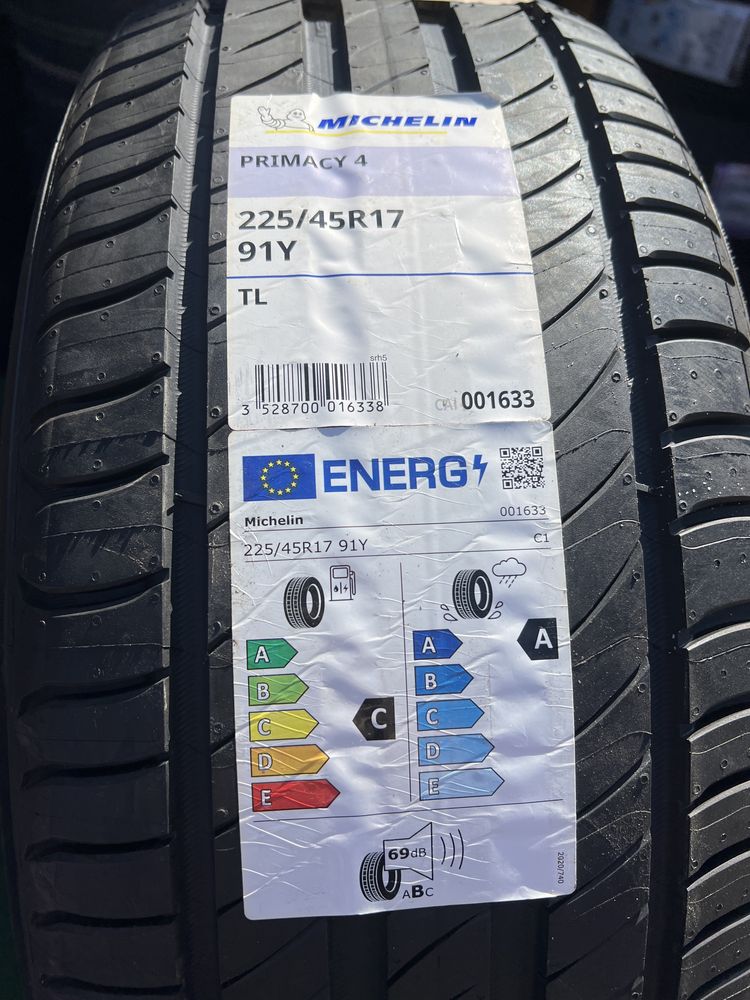 MICHELIN
PRIMACY 4
225/45R17
91Y
TL
srh5
3 528700 016338
CAI 001633
ENERG
Michelin 001633
225/45R17 91Y C1
A A A
B B
C C C
D D
E E
69dB
ABC
2020/740